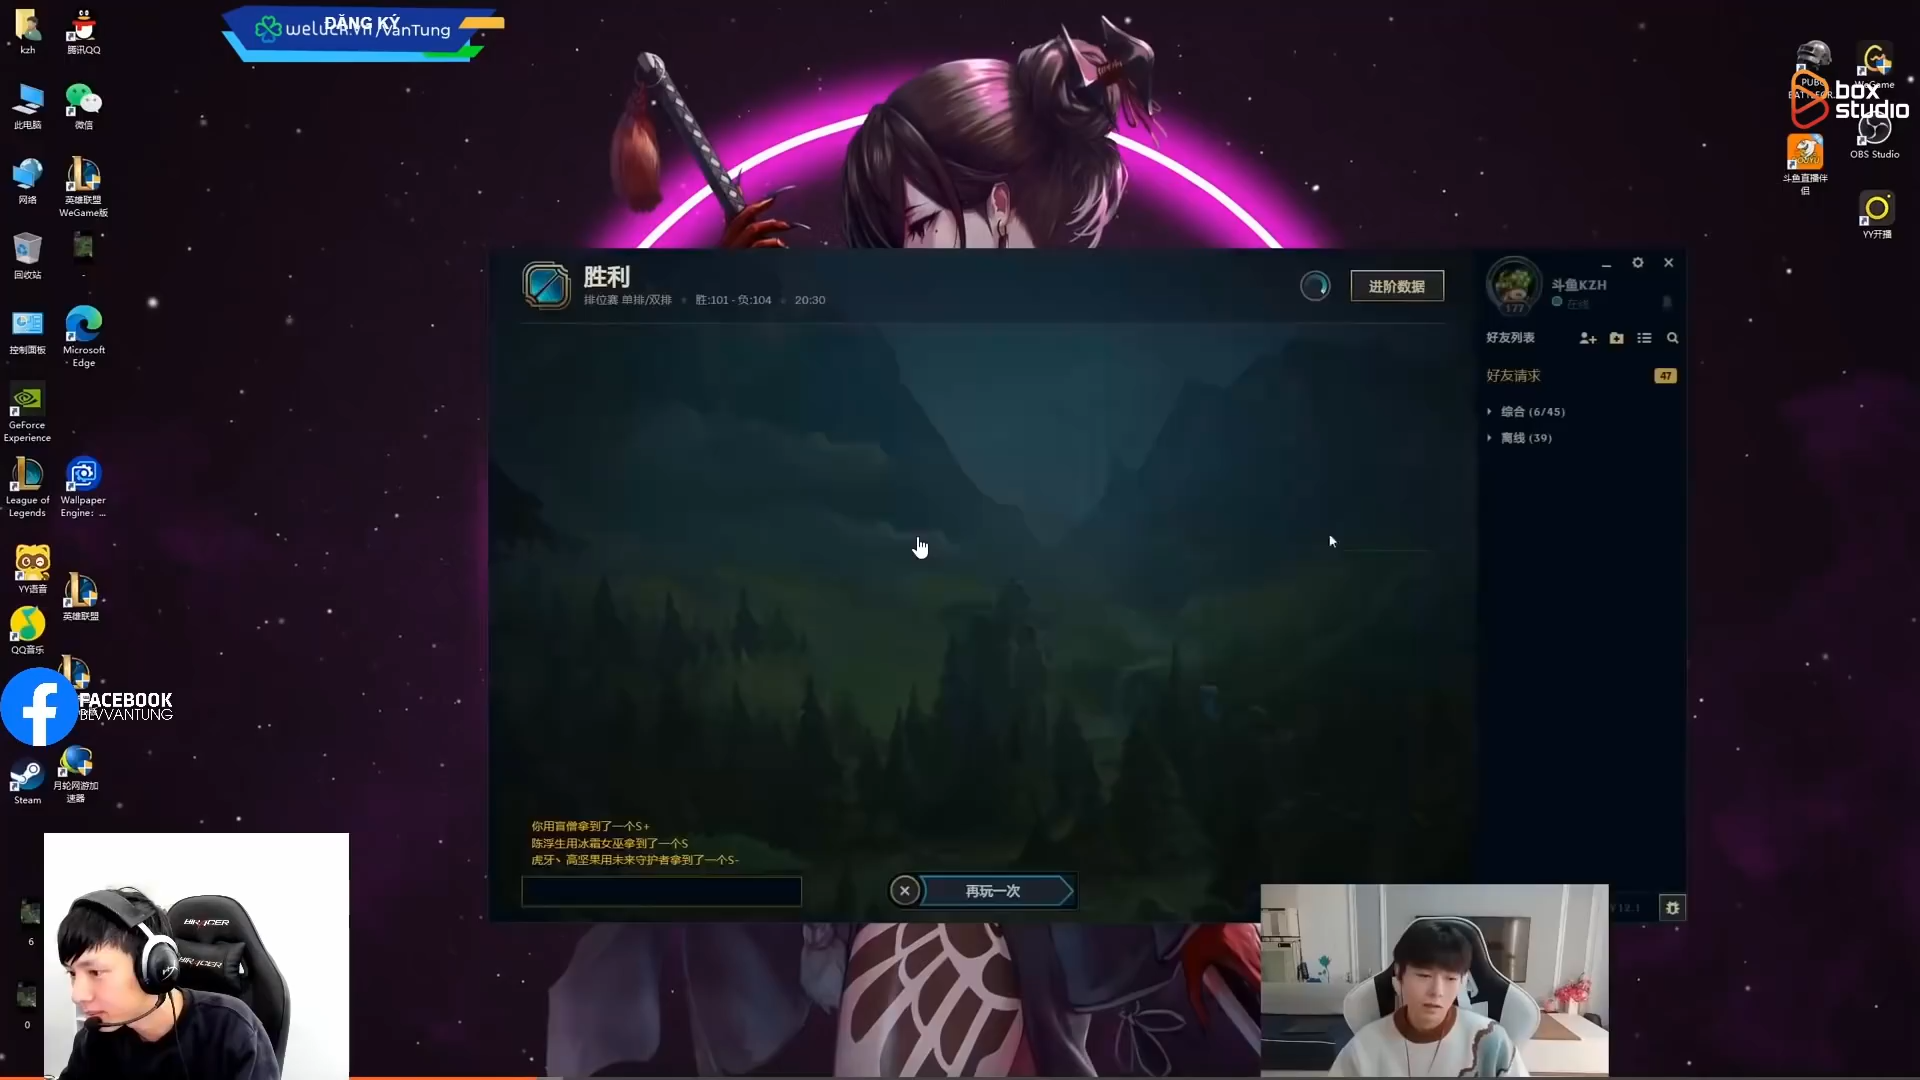 kzh
腾讯QQ
ĐĂNG KÝ
weluck.vn/VanTung
WeGame
box studio
此电脑
微信
OBS Studio
斗鱼直播伴侣
网络
英雄联盟
WeGame版
YY开播
回收站
控制面板
Microsoft
Edge
GeForce
Experience
League of
Legends
Wallpaper
Engine: ...
YY语音
英雄联盟
QQ音乐
FACEBOOK
BLVVANTUNG
Steam
月轮网游加
速器
6
0
胜利
排位赛 单排/双排
胜:101 - 负:104
20:30
进阶数据
斗鱼KZH
在线
177
好友列表
好友请求
47
综合 (6/45)
离线 (39)
你用盲僧拿到了一个S+
陈浮生用冰霜女巫拿到了一个S
虎牙丶高坚果用未来守护者拿到了一个S-
再玩一次
V12.1